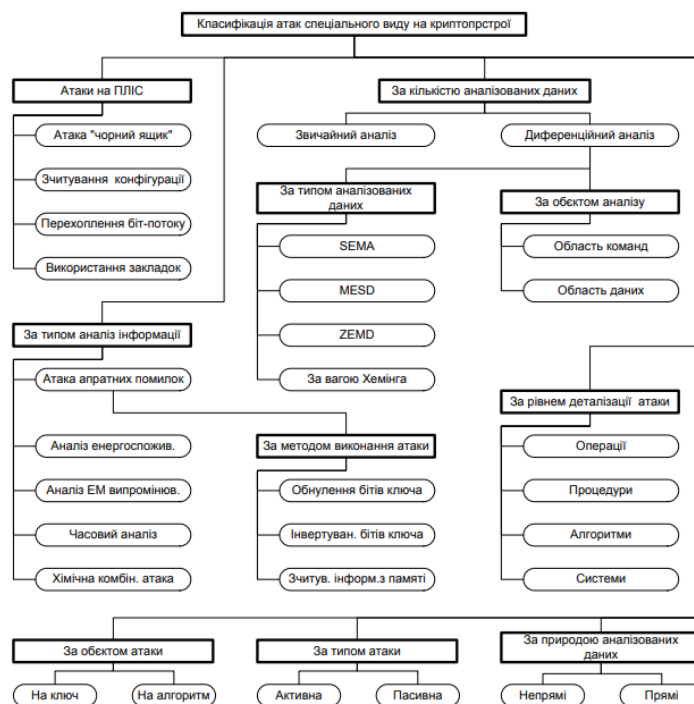 Класифікація атак спеціального виду на криптопрстрої
Атаки на ПЛІС
За кількістю аналізованих даних
Атака "чорний ящик"
Звичайний аналіз
Диференційний аналіз
Зчитування конфігурації
За типом аналізованих
даних
За обєктом аналізу
Перехоплення біт-потоку
SEMA
Область команд
Використання закладок
MESD
Область даних
За типом аналіз інформації
ZEMD
Атака апратних помилок
За вагою Хемінга
За рівнем деталізації атаки
Аналіз енергоспожив.
За методом виконання атаки
Операції
Аналіз ЕМ випромінюв.
Обнулення бітів ключа
Процедури
Часовий аналіз
Інвертуван. бітів ключа
Алгоритми
Хімічна комбін. атака
Зчитув. інформ.з памяті
Системи
За обєктом атаки
За типом атаки
За природою аналізованих
даних
На ключ
На алгоритм
Активна
Пасивна
Непрямі
Прямі